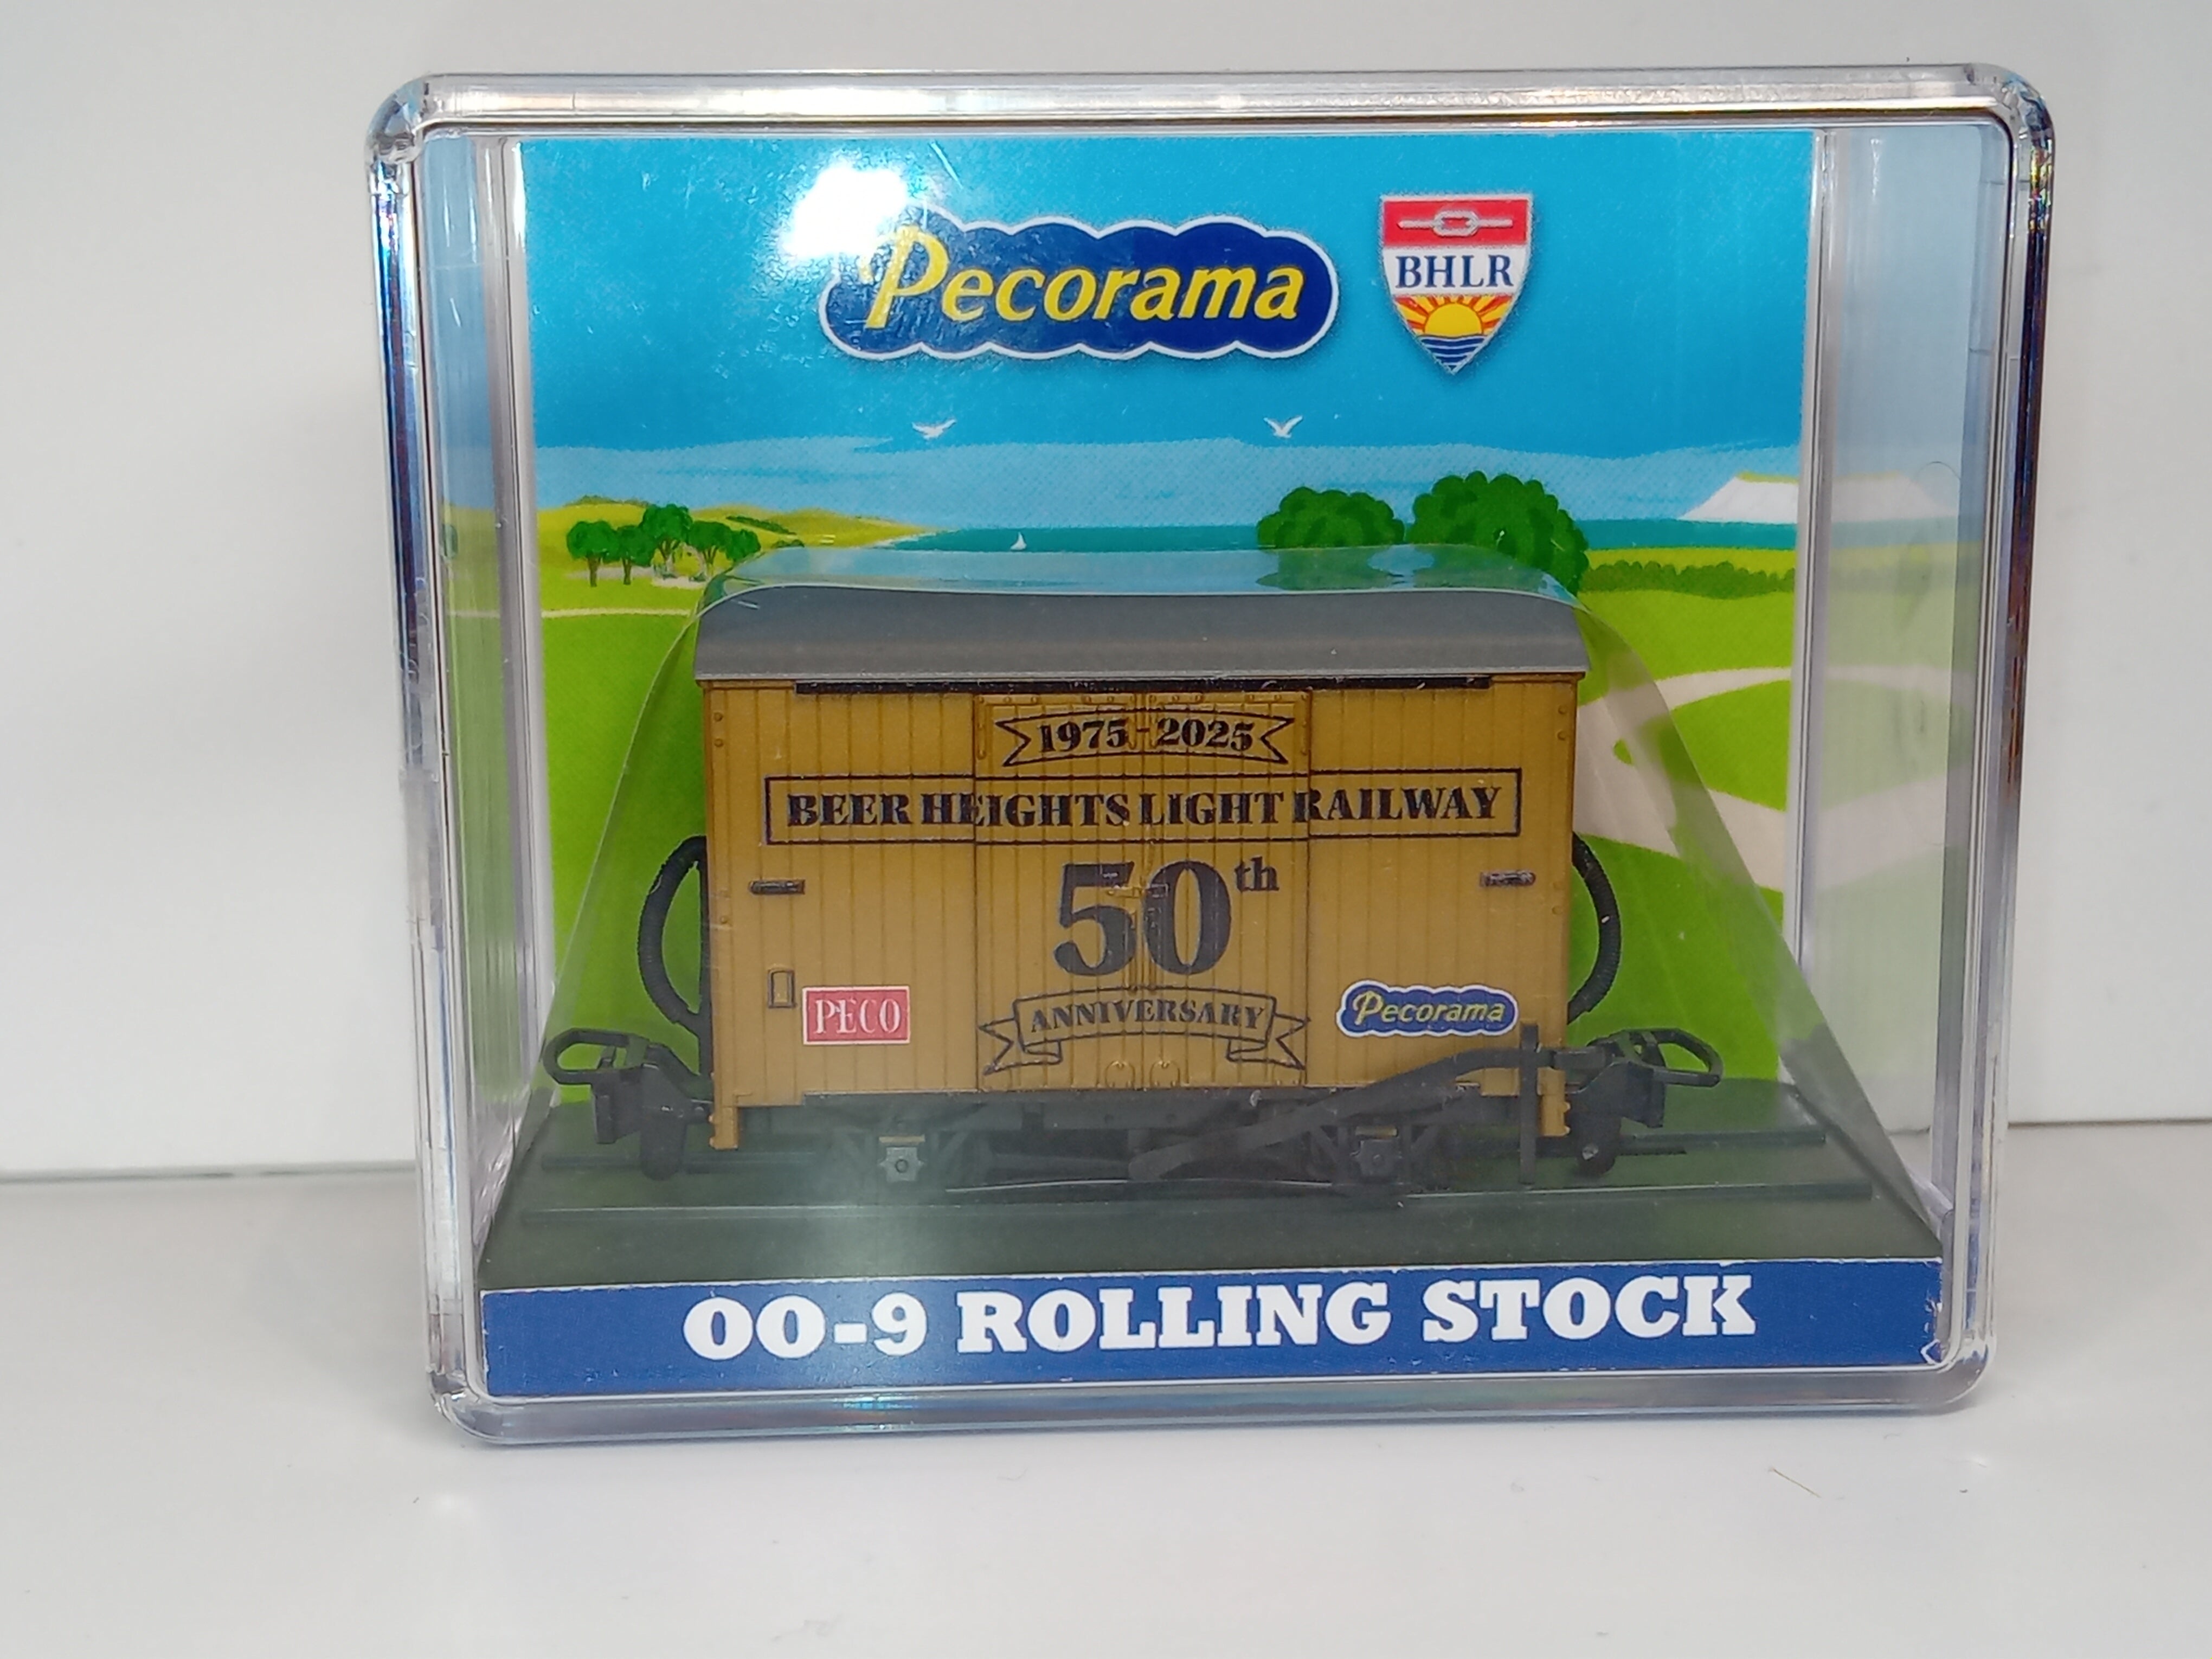 Pecorama
BHLR
1975-2025
BEER HEIGHTS LIGHT RAILWAY
50th
ANNIVERSARY
PECO
Pecorama
OO-9 ROLLING STOCK